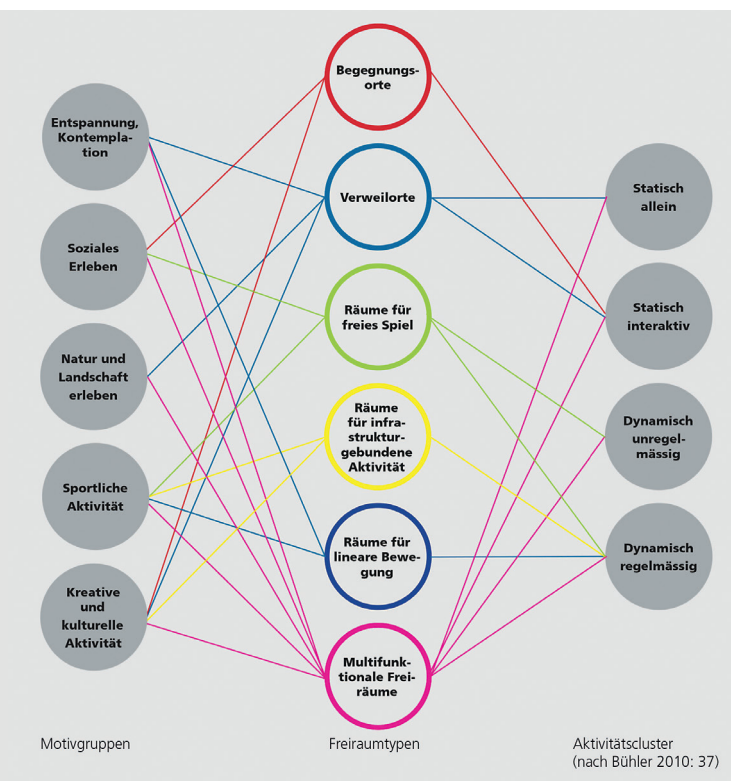 Entspannung,
Kontempla-
tion
Soziales
Erleben
Natur und
Landschaft
erleben
Sportliche
Aktivität
Kreative
und
kulturelle
Aktivität
Motivgruppen
Begegnungs-
orte
Verweilorte
Räume für
freies Spiel
Räume
für infra-
struktur-
gebundene
Aktivität
Räume für
lineare Bewe-
gung
Multifunk-
tionale Frei-
räume
Freiraumtypen
Statisch
allein
Statisch
interaktiv
Dynamisch
unregel-
mässig
Dynamisch
regelmässig
Aktivitätscluster
(nach Bühler 2010: 37)